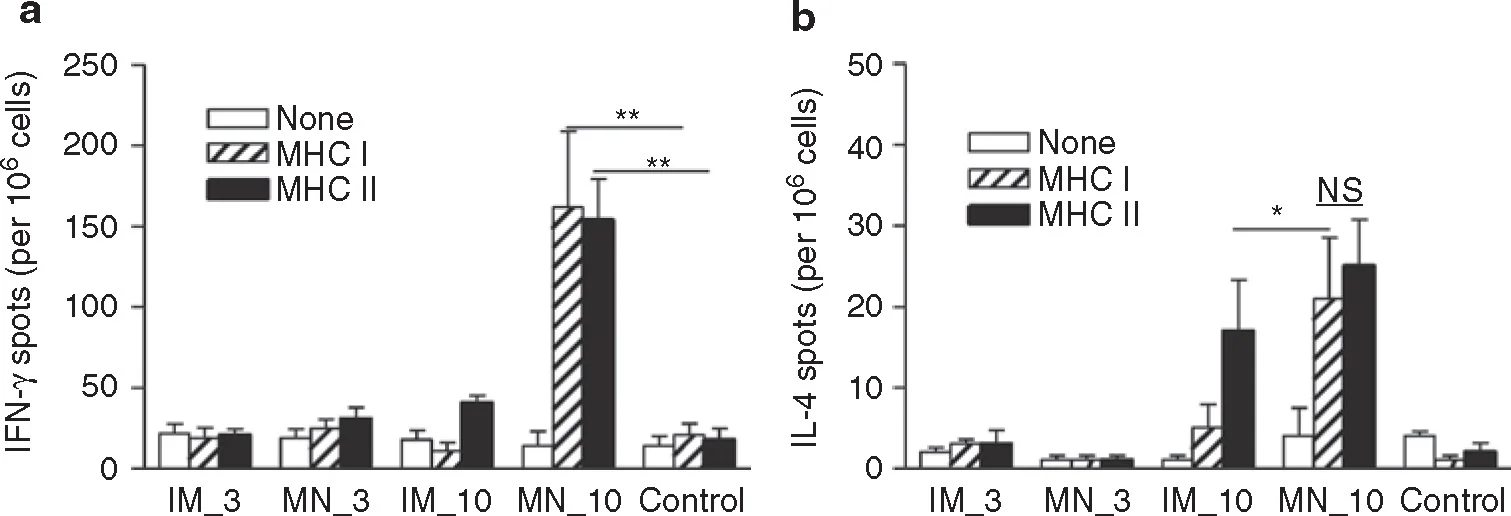 a
IFN-γ spots (per 10⁶ cells)
250
200
150
100
50
0
None
MHC I
MHC II
**
**
IM_3 MN_3 IM_10 MN_10 Control
b
IL-4 spots (per 10⁶ cells)
50
40
30
20
10
0
None
MHC I
MHC II
*
NS
IM_3 MN_3 IM_10 MN_10 Control